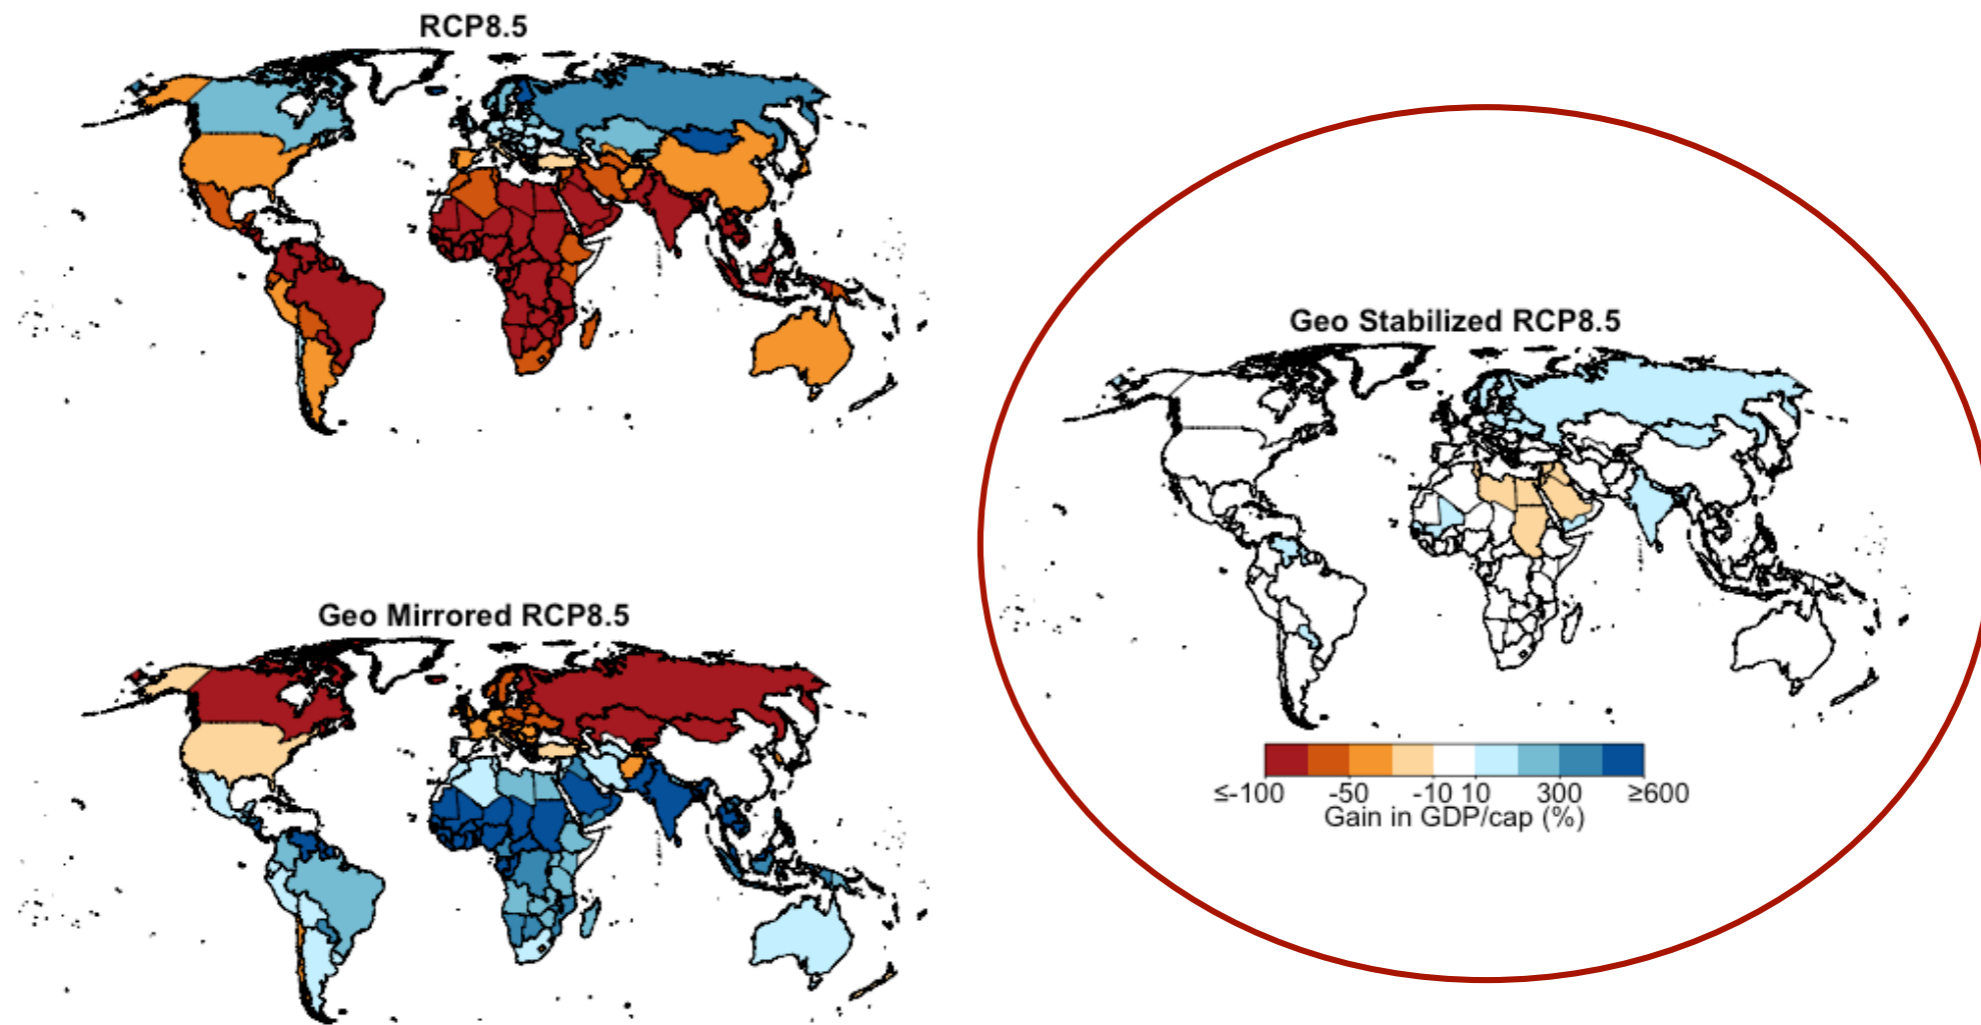 RCP8.5
Geo Stabilized RCP8.5
≤-100 -50 -10 10 300 ≥600
Gain in GDP/cap (%)
Geo Mirrored RCP8.5